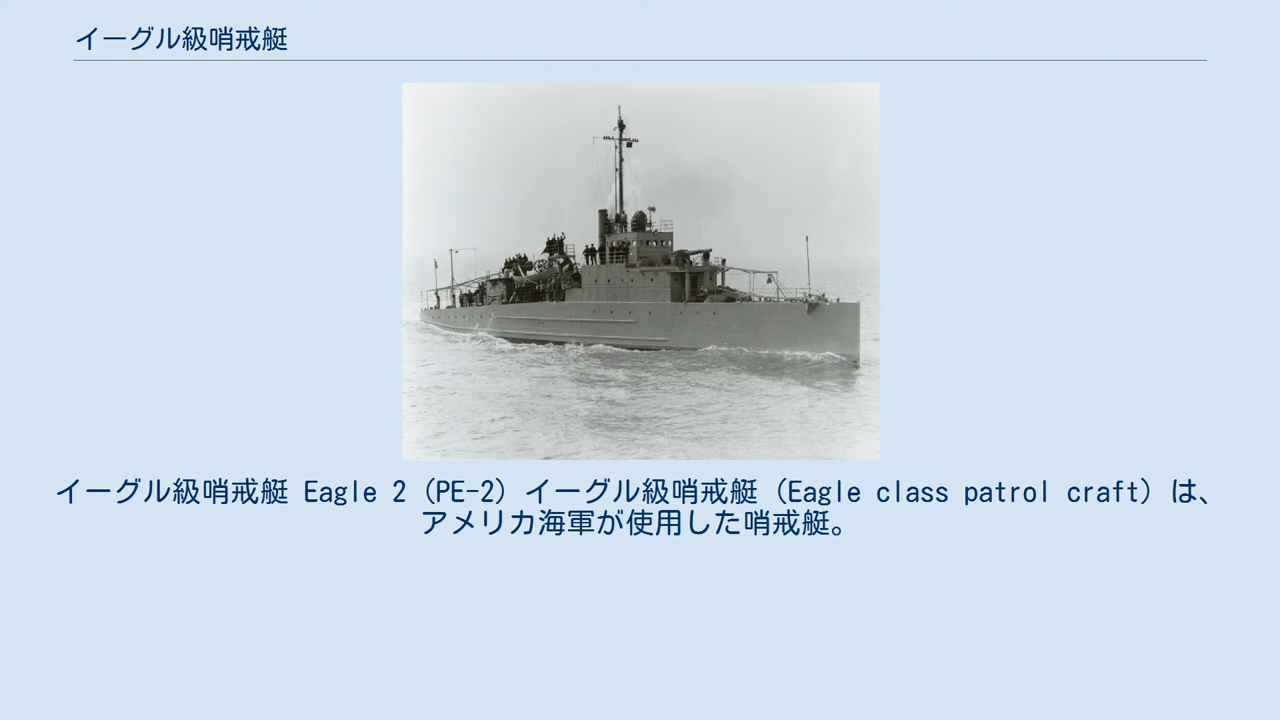 イーグル級哨戒艇
イーグル級哨戒艇 Eagle 2（PE-2）イーグル級哨戒艇（Eagle class patrol craft）は、
アメリカ海軍が使用した哨戒艇。